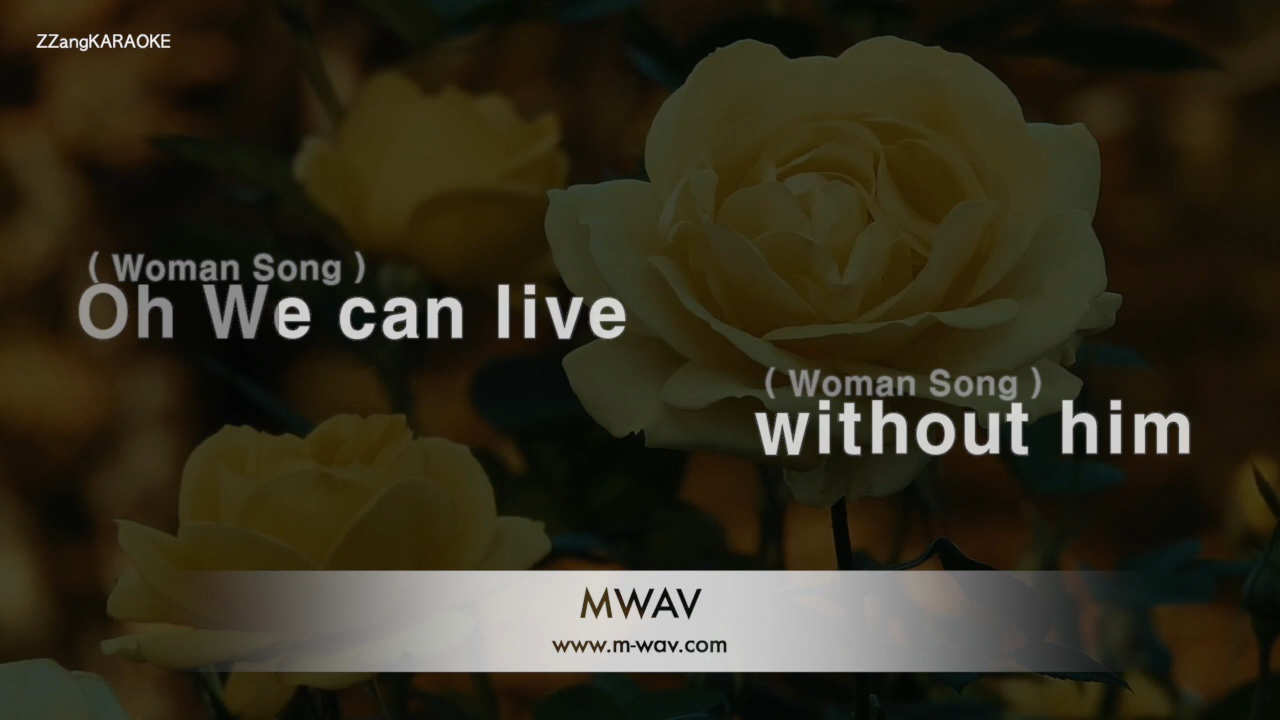 ZZangKARAOKE
( Woman Song )
Oh We can live
( Woman Song )
without him
MWAV
www.m-wav.com